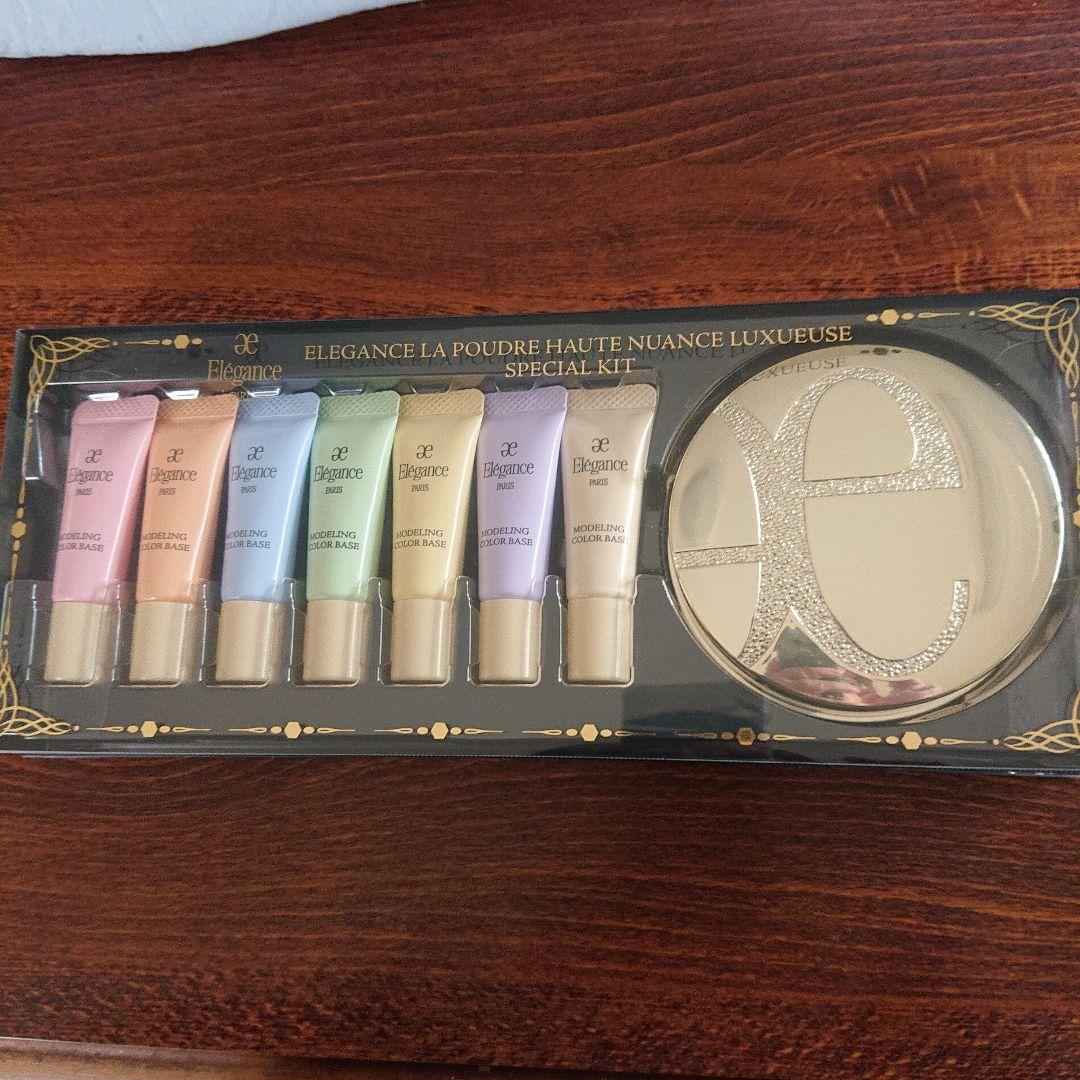 ELEGANCE LA POUDRE HAUTE NUANCE LUXUEUSE
SPECIAL KIT
æ
Elégance
æ
Elégance
PARIS
MODELING
COLOR BASE
æ
Elégance
PARIS
MODELING
COLOR BASE
æ
Elégance
PARIS
MODELING
COLOR BASE
æ
Elégance
PARIS
MODELING
COLOR BASE
æ
Elégance
PARIS
MODELING
COLOR BASE
æ
Elégance
PARIS
MODELING
COLOR BASE
æ
Elégance
PARIS
MODELING
COLOR BASE
æ